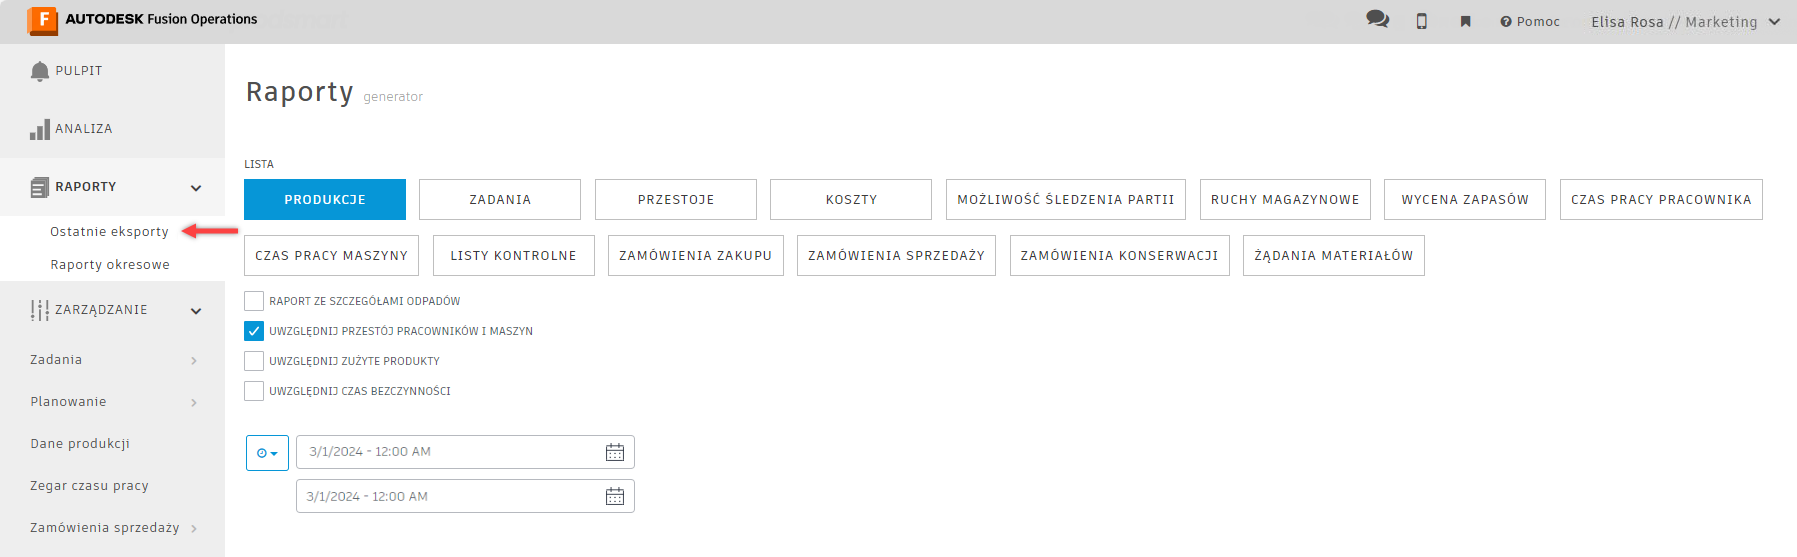 F AUTODESK Fusion Operations
Pomoc
Elisa Rosa // Marketing
PULPIT
ANALIZA
RAPORTY
Ostatnie eksporty
Raporty okresowe
ZARZĄDZANIE
Zadania
Planowanie
Dane produkcji
Zegar czasu pracy
Zamówienia sprzedaży
Raporty generator
LISTA
PRODUKCJE ZADANIA PRZESTOJE KOSZTY MOŻLIWOŚĆ ŚLEDZENIA PARTII RUCHY MAGAZYNOWE WYCENA ZAPASÓW CZAS PRACY PRACOWNIKA
CZAS PRACY MASZYNY LISTY KONTROLNE ZAMÓWIENIA ZAKUPU ZAMÓWIENIA SPRZEDAŻY ZAMÓWIENIA KONSERWACJI ŻĄDANIA MATERIAŁÓW
RAPORT ZE SZCZEGÓŁAMI ODPADÓW
UWZGLĘDNIJ PRZESTÓJ PRACOWNIKÓW I MASZYN
UWZGLĘDNIJ ZUŻYTE PRODUKTY
UWZGLĘDNIJ CZAS BEZCZYNNOŚCI
3/1/2024 - 12:00 AM
3/1/2024 - 12:00 AM